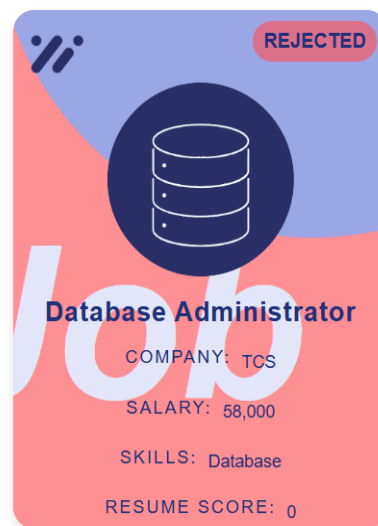 REJECTED
Job
Database Administrator
COMPANY: TCS
SALARY: 58,000
SKILLS: Database
RESUME SCORE: 0